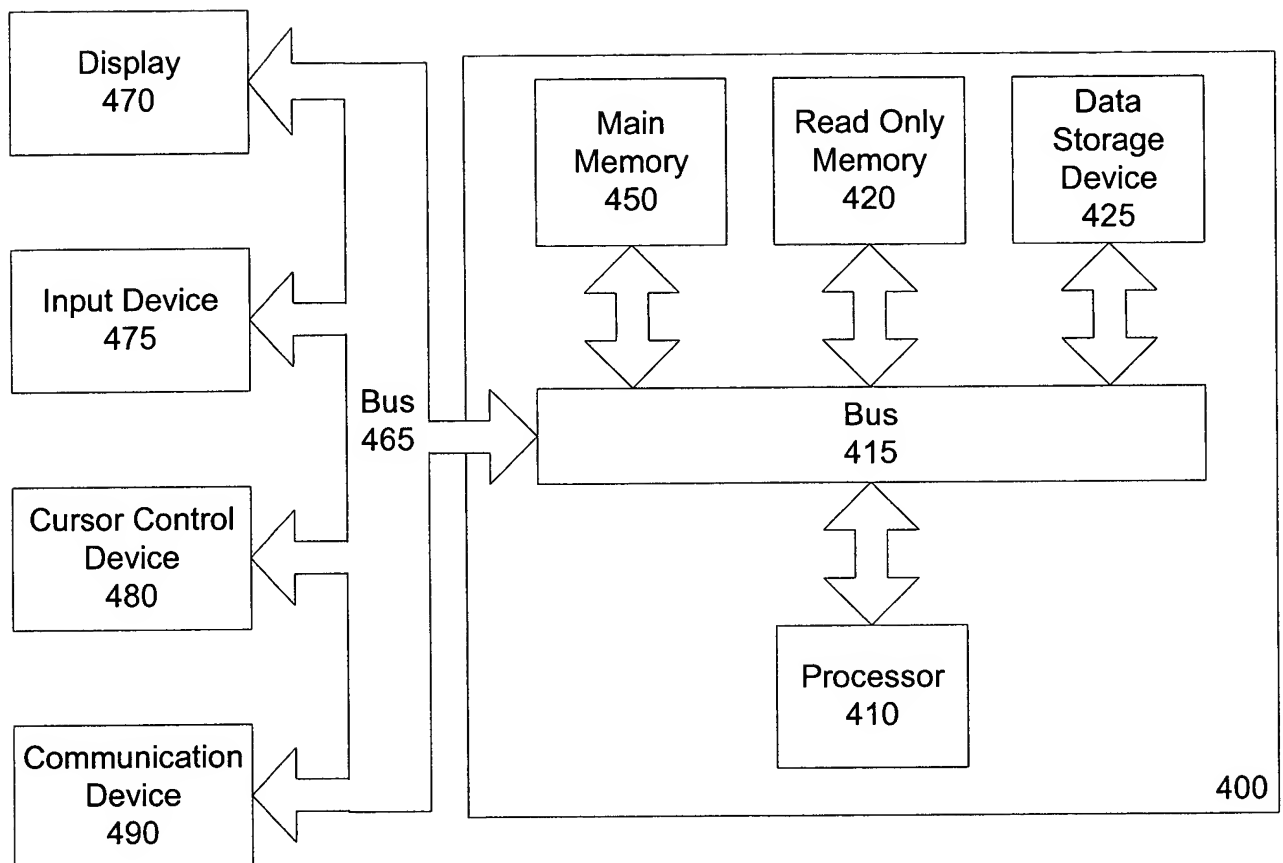 Display
470
Input Device
475
Cursor Control
Device
480
Communication
Device
490
Bus
465
Main
Memory
450
Read Only
Memory
420
Data
Storage
Device
425
Bus
415
Processor
410
400